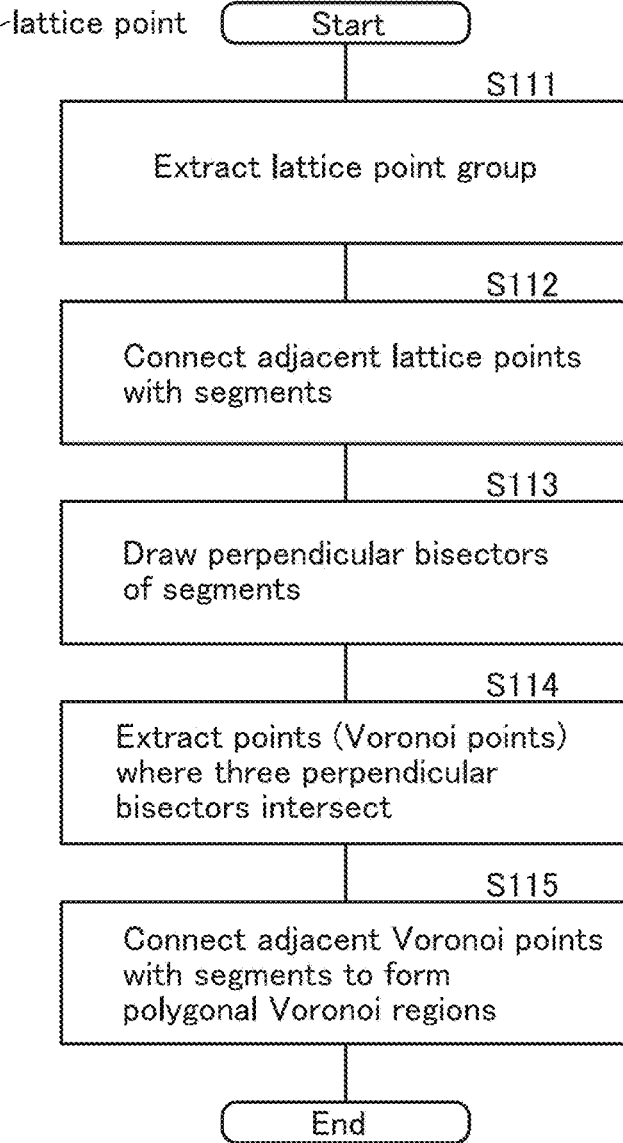 lattice point
Start
S111
Extract lattice point group
S112
Connect adjacent lattice points
with segments
S113
Draw perpendicular bisectors
of segments
S114
Extract points (Voronoi points)
where three perpendicular
bisectors intersect
S115
Connect adjacent Voronoi points
with segments to form
polygonal Voronoi regions
End